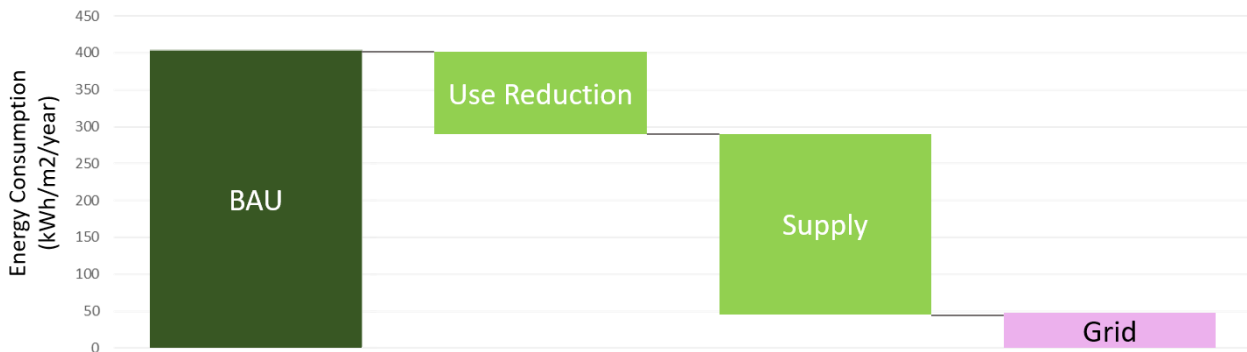 Energy Consumption
(kWh/m2/year)
450
400
350
300
250
200
150
100
50
0
BAU
Use Reduction
Supply
Grid